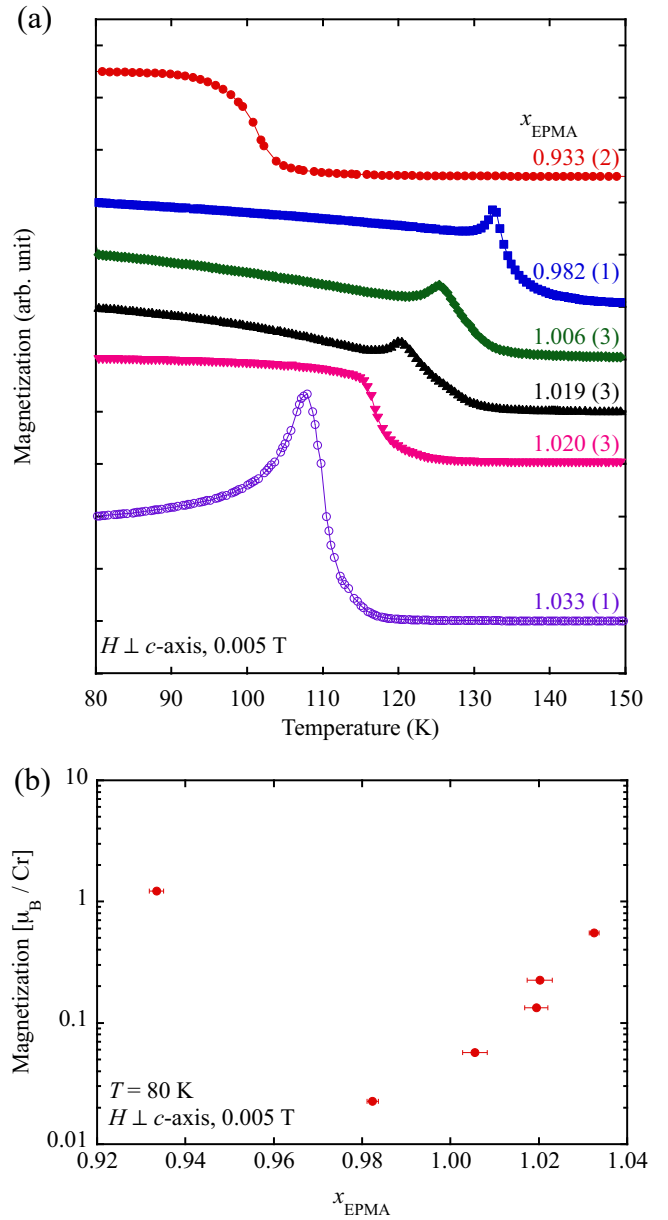 (a)
x_EPMA
0.933 (2)
0.982 (1)
1.006 (3)
1.019 (3)
1.020 (3)
1.033 (1)
Magnetization (arb. unit)
H ⊥ c-axis, 0.005 T
80 90 100 110 120 130 140 150
Temperature (K)
(b)
10
1
0.1
0.01
Magnetization [μ_B / Cr]
T = 80 K
H ⊥ c-axis, 0.005 T
0.92 0.94 0.96 0.98 1.00 1.02 1.04
x_EPMA